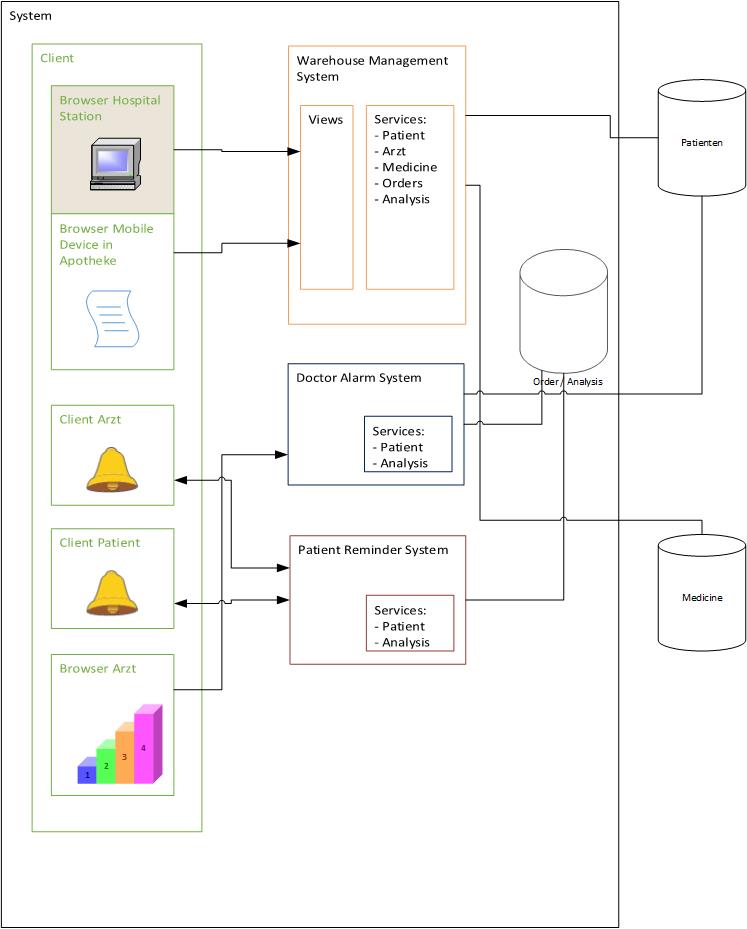 System
Client
Browser Hospital
Station
Browser Mobile
Device in
Apotheke
Client Arzt
Client Patient
Browser Arzt
1
2
3
4
Warehouse Management
System
Views
Services:
- Patient
- Arzt
- Medicine
- Orders
- Analysis
Doctor Alarm System
Services:
- Patient
- Analysis
Patient Reminder System
Services:
- Patient
- Analysis
Order / Analysis
Patienten
Medicine